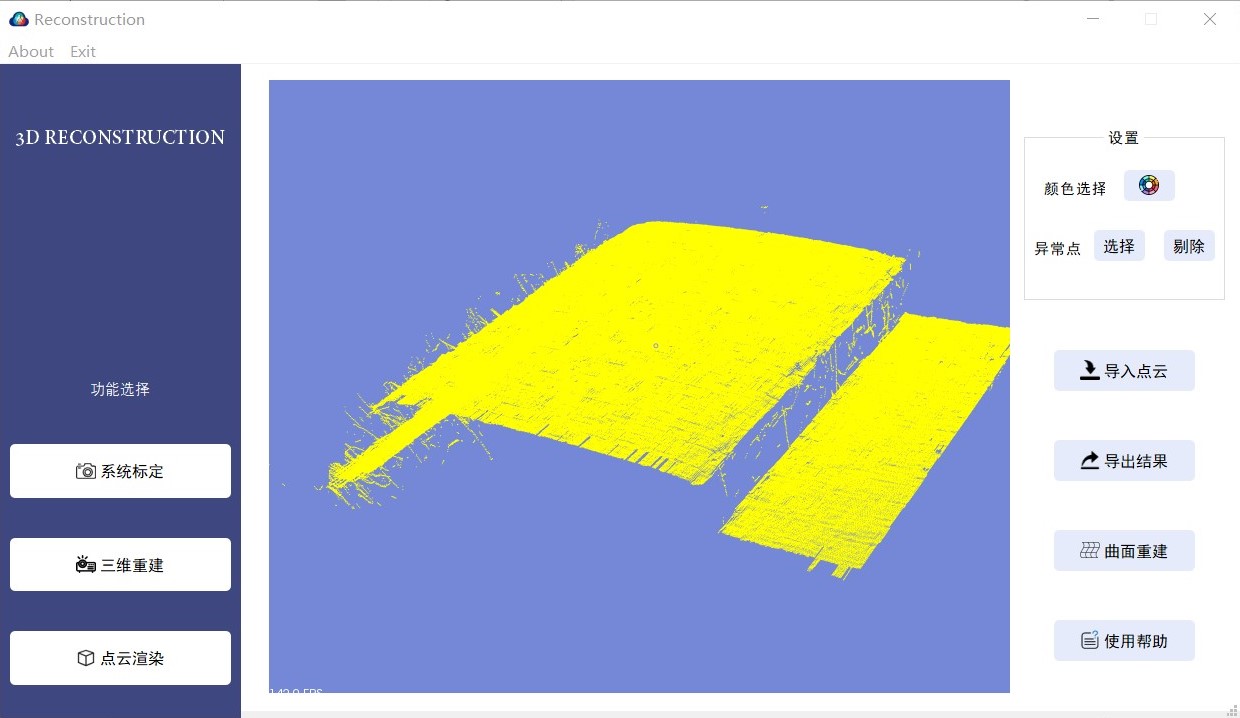 Reconstruction
About Exit
3D RECONSTRUCTION
功能选择
系统标定
三维重建
点云渲染
设置
颜色选择
异常点 选择 剔除
导入点云
导出结果
曲面重建
使用帮助